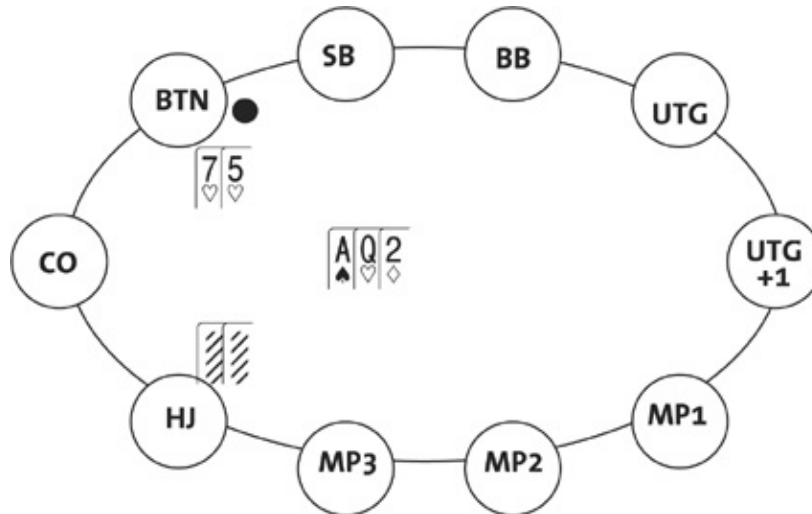 SB
BB
BTN
UTG
7♡ 5♡
CO
A♠ Q♡ 2♢
UTG
+1
HJ
MP3
MP2
MP1